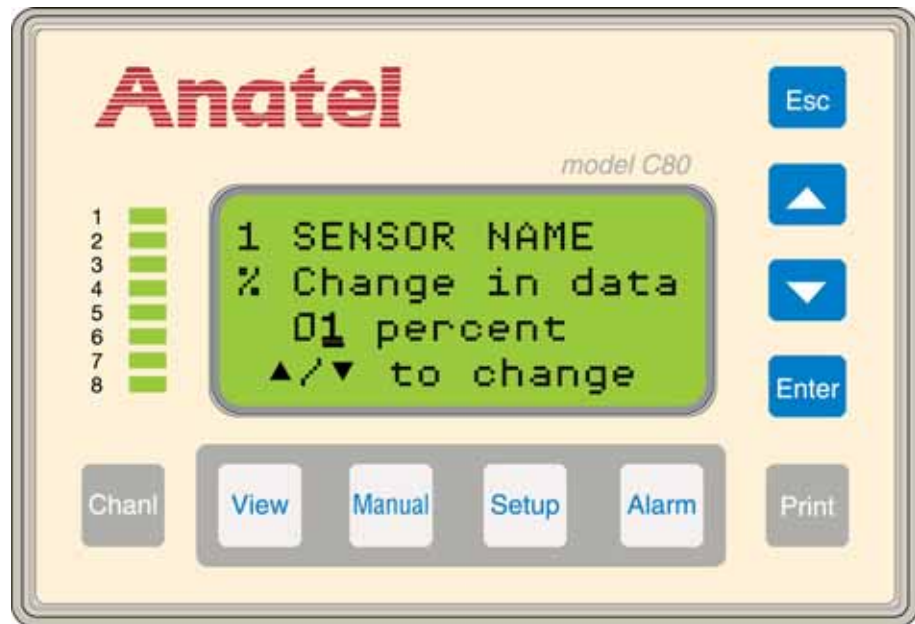 Anatel
Esc
model C80
1
2
3
4
5
6
7
8
1 SENSOR NAME
% Change in data
01 percent
▲/▼ to change
Enter
Chanl
View
Manual
Setup
Alarm
Print